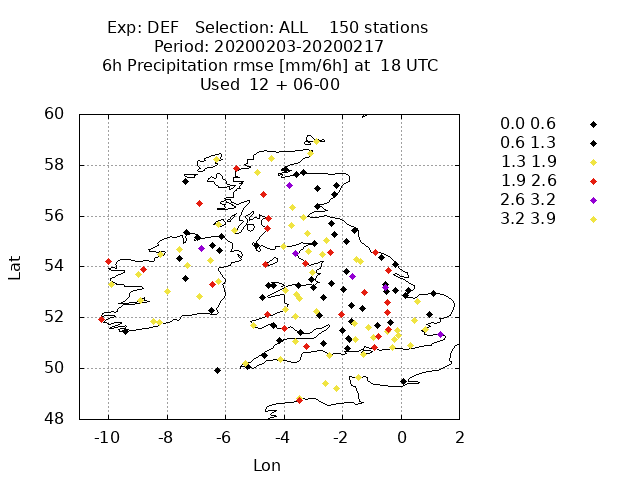 Exp: DEF Selection: ALL 150 stations
Period: 20200203-20200217
6h Precipitation rmse [mm/6h] at 18 UTC
Used 12 + 06-00
60
58
56
54
52
50
48
-10 -8 -6 -4 -2 0 2
Lat
Lon
0.0 0.6
0.6 1.3
1.3 1.9
1.9 2.6
2.6 3.2
3.2 3.9